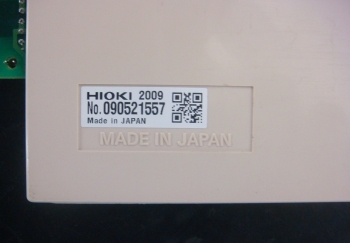 HIOKI 2009
No.090521557
Made in JAPAN
MADE IN JAPAN